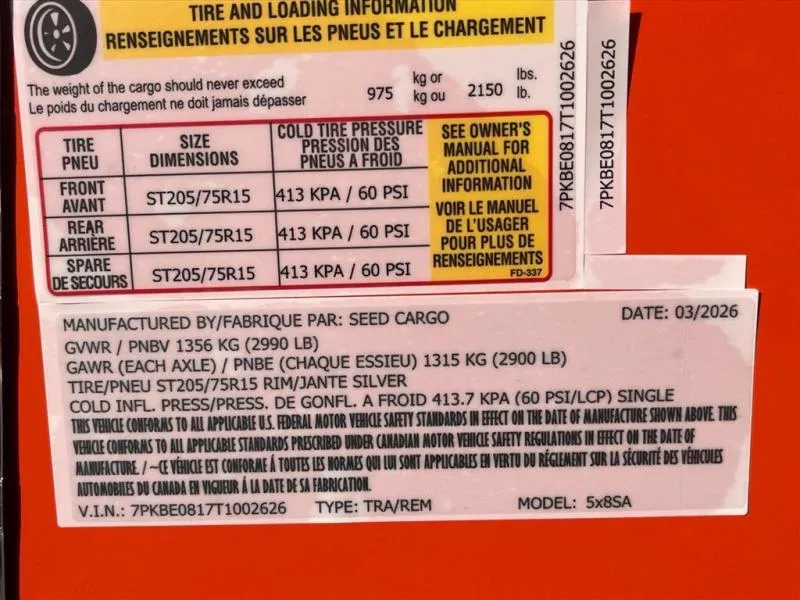 TIRE AND LOADING INFORMATION
RENSEIGNEMENTS SUR LES PNEUS ET LE CHARGEMENT
The weight of the cargo should never exceed
Le poids du chargement ne doit jamais dépasser
975 kg or kg ou 2150 lbs. lb.
TIRE PNEU SIZE DIMENSIONS COLD TIRE PRESSURE PRESSION DES PNEUS A FROID
FRONT AVANT ST205/75R15 413 KPA / 60 PSI
REAR ARRIÈRE ST205/75R15 413 KPA / 60 PSI
SPARE DE SECOURS ST205/75R15 413 KPA / 60 PSI
SEE OWNER'S
MANUAL FOR
ADDITIONAL
INFORMATION
VOIR LE MANUEL
DE L'USAGER
POUR PLUS DE
RENSEIGNEMENTS
FD-337
7PKBE0817T1002626
7PKBE0817T1002626
MANUFACTURED BY/FABRIQUE PAR: SEED CARGO DATE: 03/2026
GVWR / PNBV 1356 KG (2990 LB)
GAWR (EACH AXLE) / PNBE (CHAQUE ESSIEU) 1315 KG (2900 LB)
TIRE/PNEU ST205/75R15 RIM/JANTE SILVER
COLD INFL. PRESS/PRESS. DE GONFL. A FROID 413.7 KPA (60 PSI/LCP) SINGLE
THIS VEHICLE CONFORMS TO ALL APPLICABLE U.S. FEDERAL MOTOR VEHICLE SAFETY STANDARDS IN EFFECT ON THE DATE OF MANUFACTURE SHOWN ABOVE. THIS
VEHICLE CONFORMS TO ALL APPLICABLE STANDARDS PRESCRIBED UNDER CANADIAN MOTOR VEHICLE SAFETY REGULATIONS IN EFFECT ON THE DATE OF
MANUFACTURE. / ~CE VÉHICLE EST CONFORME Á TOUTES LES NORMES QUI LUI SONT APPLICABLES EN VERTU DU RÉGLEMENT SUR LA SÉCURITÉ DES VÉHICULES
AUTOMOBILES DU CANADA EN VIGUEUR Á LA DATE DE SA FABRICATION.
V.I.N.: 7PKBE0817T1002626 TYPE: TRA/REM MODEL: 5x8SA